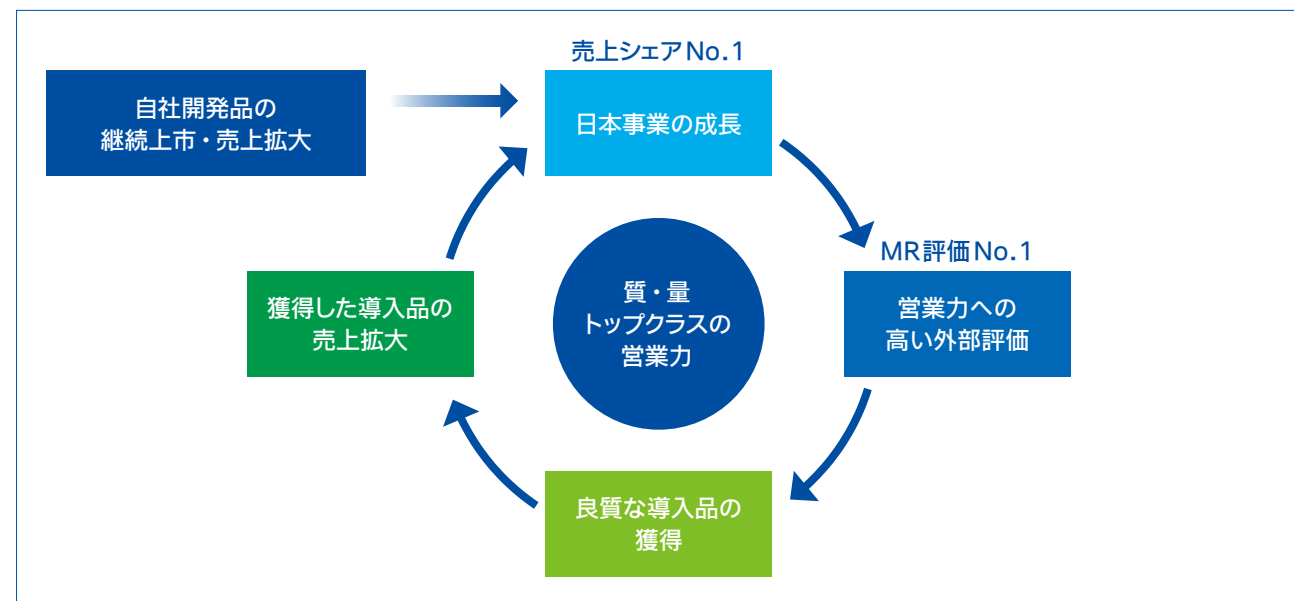 売上シェアNo.1
自社開発品の
継続上市・売上拡大
日本事業の成長
MR評価No.1
営業力への
高い外部評価
質・量
トップクラスの
営業力
獲得した導入品の
売上拡大
良質な導入品の
獲得